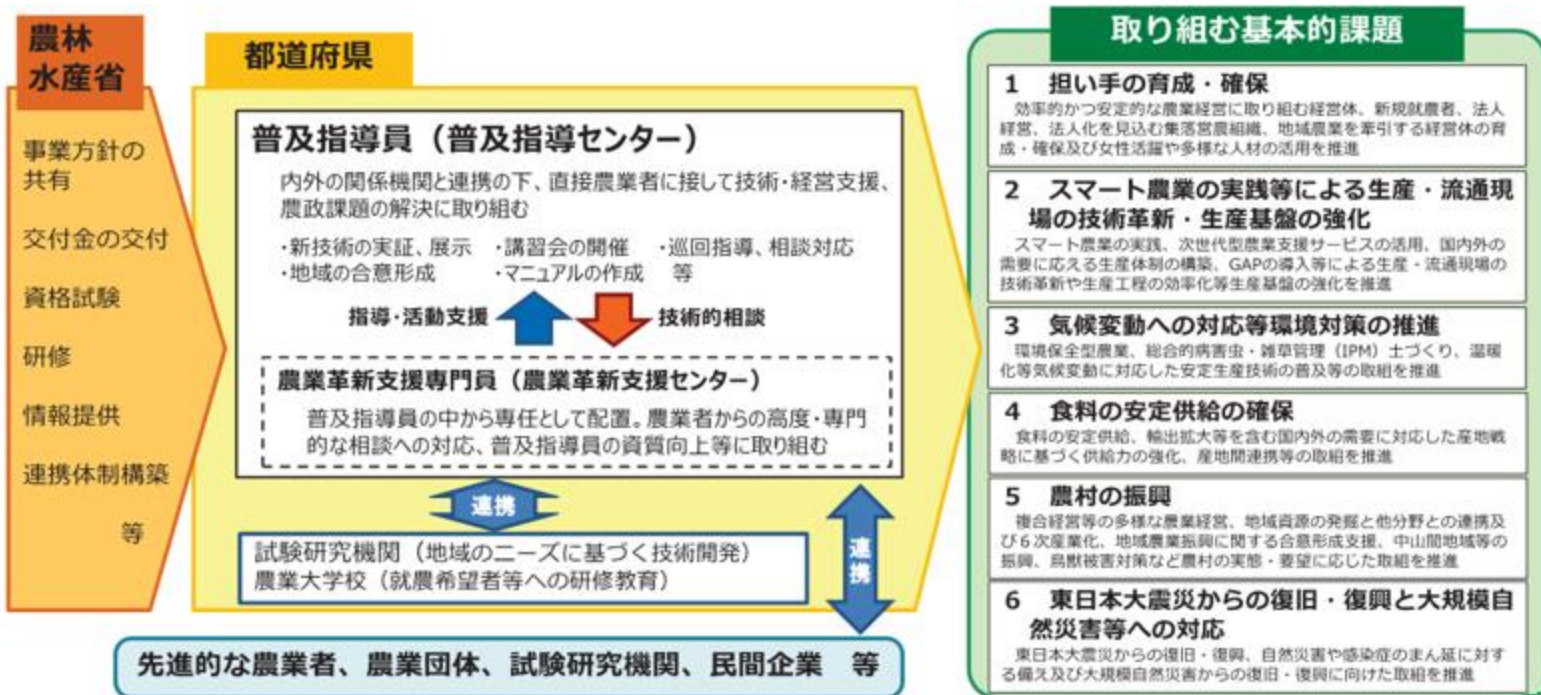 農林
水産省
事業方針の
共有
交付金の交付
資格試験
研修
情報提供
連携体制構築
等
都道府県
普及指導員（普及指導センター）
内外の関係機関と連携の下、直接農業者に接して技術・経営支援、
農政課題の解決に取り組む
・新技術の実証、展示　・講習会の開催　・巡回指導、相談対応
・地域の合意形成　・マニュアルの作成　等
指導・活動支援
技術的相談
農業革新支援専門員（農業革新支援センター）
普及指導員の中から専任として配置。農業者からの高度・専門
的な相談への対応、普及指導員の資質向上等に取り組む
連携
試験研究機関（地域のニーズに基づく技術開発）
農業大学校（就農希望者等への研修教育）
連携
先進的な農業者、農業団体、試験研究機関、民間企業　等
取り組む基本的課題
1　担い手の育成・確保
効率的かつ安定的な農業経営に取り組む経営体、新規就農者、法人
経営、法人化を見込む集落営農組織、地域農業を牽引する経営体の育
成・確保及び女性活躍や多様な人材の活用を推進
2　スマート農業の実践等による生産・流通現
場の技術革新・生産基盤の強化
スマート農業の実践、次世代型農業支援サービスの活用、国内外の
需要に応える生産体制の構築、GAPの導入等による生産・流通現場の
技術革新や生産工程の効率化等生産基盤の強化を推進
3　気候変動への対応等環境対策の推進
環境保全型農業、総合的病害虫・雑草管理（IPM）土づくり、温暖
化等気候変動に対応した安定生産技術の普及等の取組を推進
4　食料の安定供給の確保
食料の安定供給、輸出拡大等を含む国内外の需要に対応した産地戦
略に基づく供給力の強化、産地間連携等の取組を推進
5　農村の振興
複合経営等の多様な農業経営、地域資源の発掘と他分野との連携及
び６次産業化、地域農業振興に関する合意形成支援、中山間地域等の
振興、鳥獣被害対策など農村の実態・要望に応じた取組を推進
6　東日本大震災からの復旧・復興と大規模自
然災害等への対応
東日本大震災からの復旧・復興、自然災害や感染症のまん延に対す
る備え及び大規模自然災害からの復旧・復興に向けた取組を推進